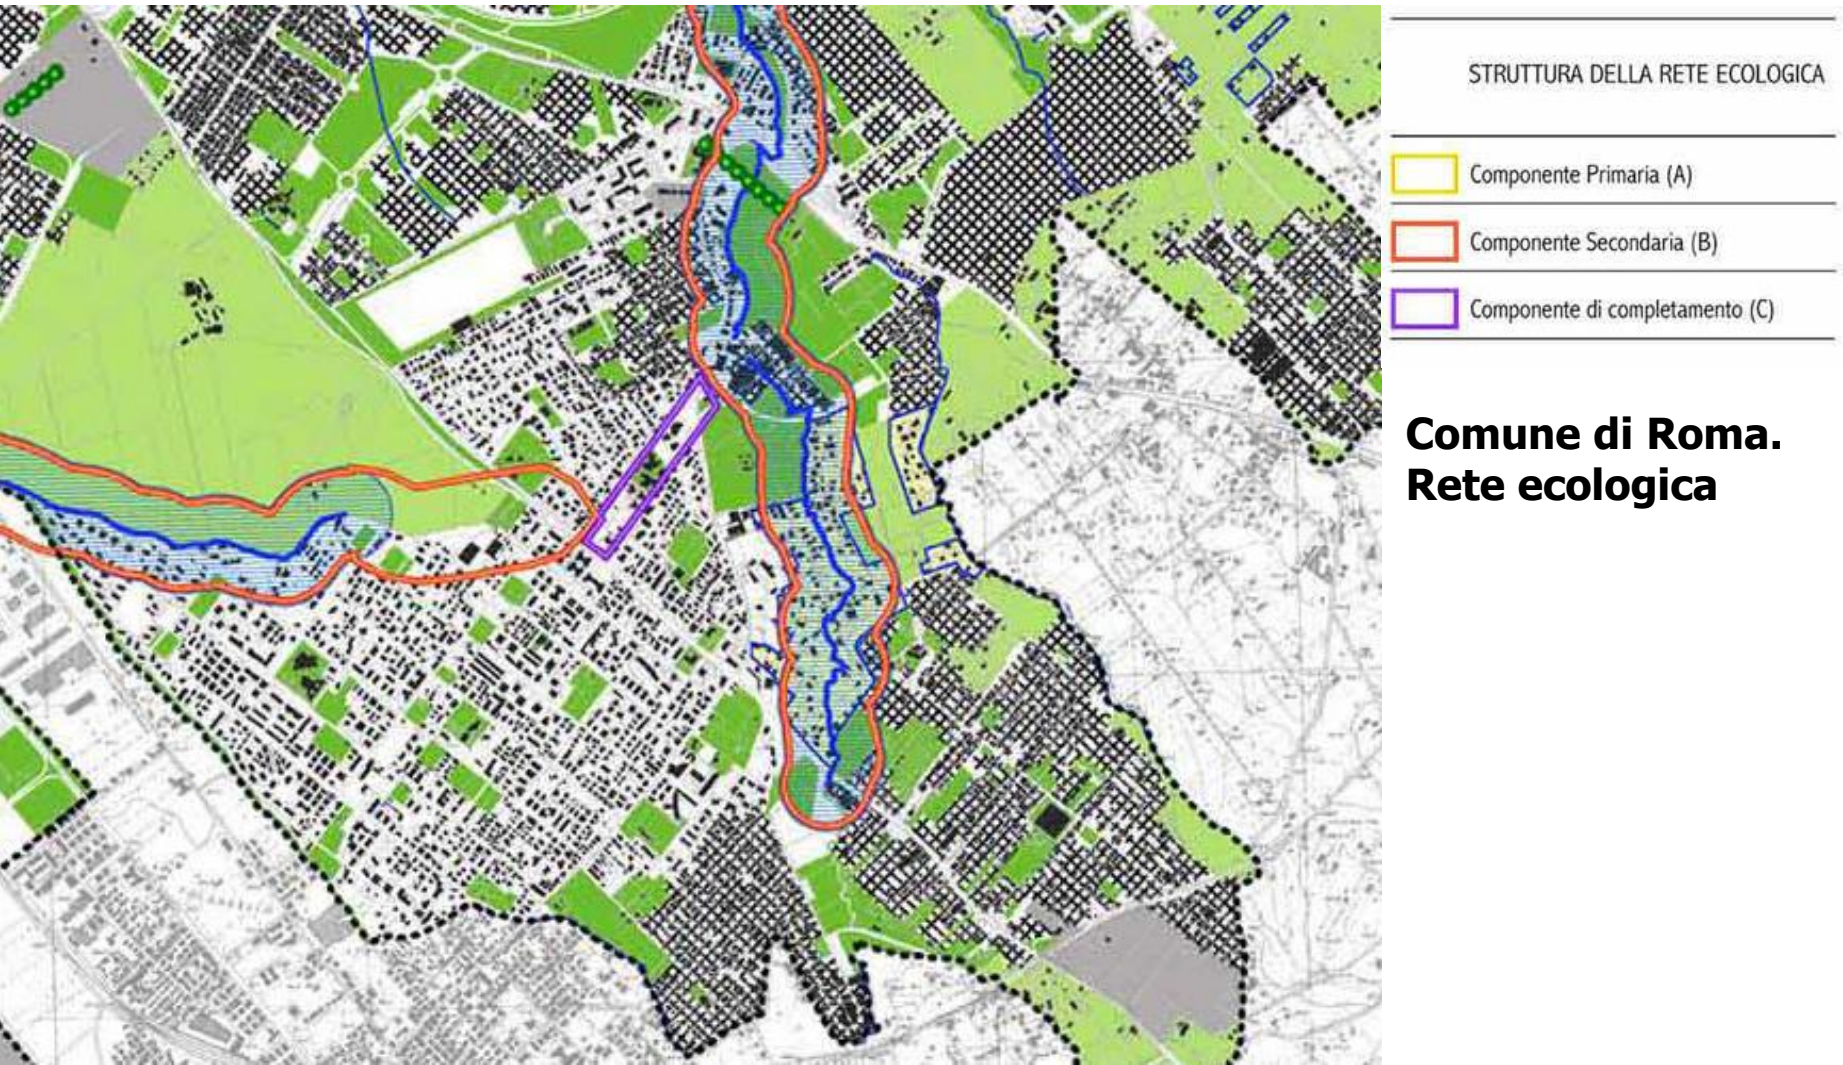 STRUTTURA DELLA RETE ECOLOGICA
Componente Primaria (A)
Componente Secondaria (B)
Componente di completamento (C)
Comune di Roma.
Rete ecologica